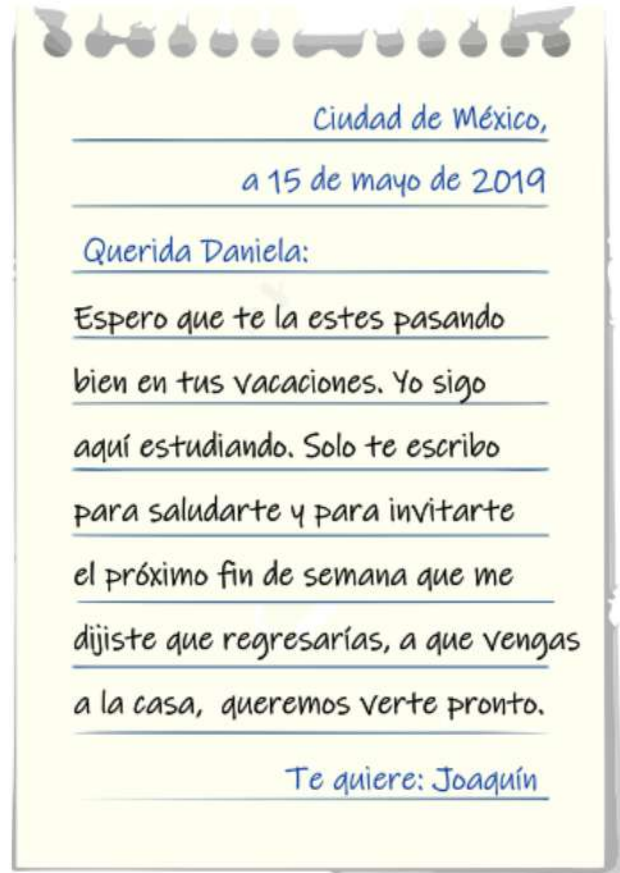 Ciudad de México,
a 15 de mayo de 2019
Querida Daniela:
Espero que te la estes pasando
bien en tus vacaciones. Yo sigo
aquí estudiando. Solo te escribo
para saludarte y para invitarte
el próximo fin de semana que me
dijiste que regresarías, a que vengas
a la casa, queremos verte pronto.
Te quiere: Joaquín